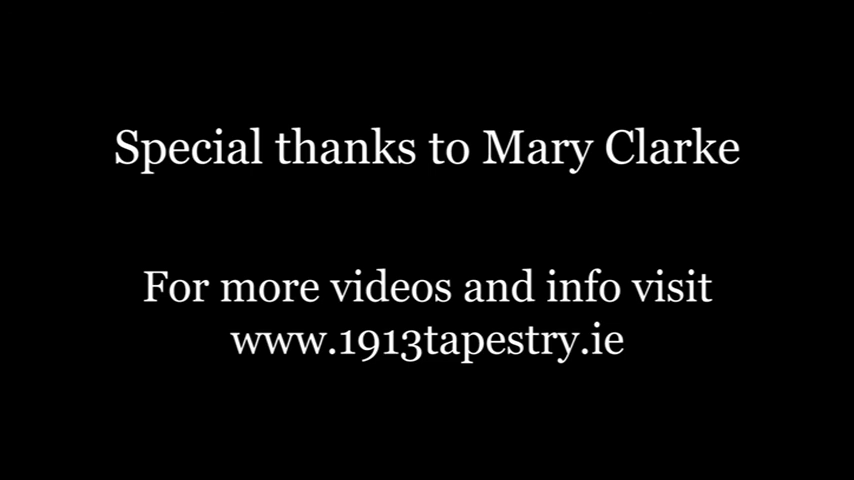 Special thanks to Mary Clarke
For more videos and info visit
www.1913tapestry.ie